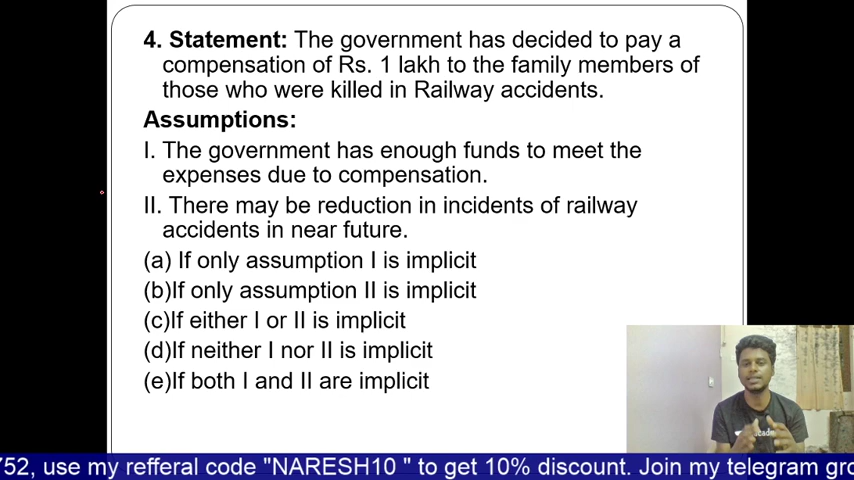 4. Statement: The government has decided to pay a
compensation of Rs. 1 lakh to the family members of
those who were killed in Railway accidents.
Assumptions:
I. The government has enough funds to meet the
expenses due to compensation.
II. There may be reduction in incidents of railway
accidents in near future.
(a) If only assumption I is implicit
(b)If only assumption II is implicit
(c)If either I or II is implicit
(d)If neither I nor II is implicit
(e)If both I and II are implicit
752, use my refferal code "NARESH10 " to get 10% discount. Join my telegram gro